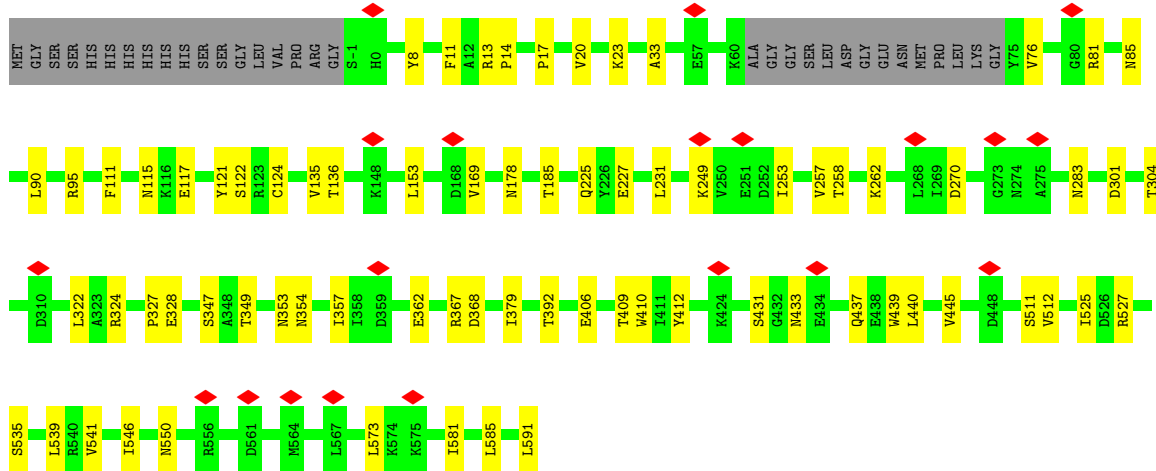 MET GLY SER SER HIS HIS HIS HIS HIS HIS SER SER GLY LEU VAL PRO ARG GLY S-1 H0 Y8 F11 A12 R13 P14 P17 V20 K23 A33 E57 K60 ALA GLY GLY SER LEU ASP GLY GLU ASN MET PRO LEU LYS GLY Y75 V76 G80 R81 N85
L90 R95 F111 N115 K116 E117 Y121 S122 R123 C124 V135 T136 K148 L153 D168 V169 N178 T185 Q225 Y226 E227 L231 K249 V250 E251 D252 I253 V257 T258 K262 L268 I269 D270 G273 N274 A275 N283 D301 T304
D310 L322 A323 R324 P327 E328 S347 A348 T349 N353 N354 I357 I358 D359 E362 R367 D368 I379 T392 E406 T409 W410 I411 Y412 K424 S431 G432 N433 E434 Q437 E438 W439 L440 V445 D448 S511 V512 I525 D526 R527
S535 L539 R540 V541 I546 N550 R556 D561 M564 L567 L573 K574 K575 I581 L585 L591